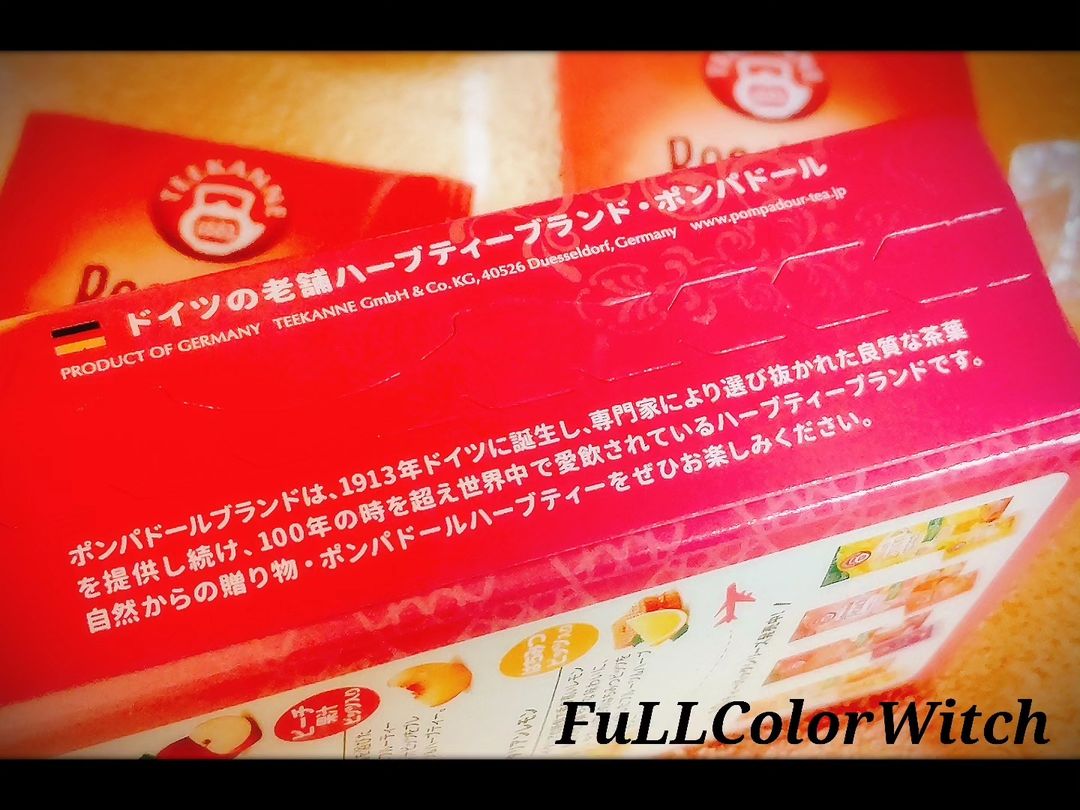 TEEKANNE
TEEKANNE
ドイツの老舗ハーブティーブランド・ポンパドール
PRODUCT OF GERMANY TEEKANNE GmbH & Co. KG, 40526 Duesseldorf, Germany www.pompadour-tea.jp
ポンパドールブランドは、1913年ドイツに誕生し、専門家により選び抜かれた良質な茶葉
を提供し続け、100年の時を超え世界中で愛飲されているハーブティーブランドです。
自然からの贈り物・ポンパドールハーブティーをぜひお楽しみください。
ピーチ
果汁
FuLLColorWitch